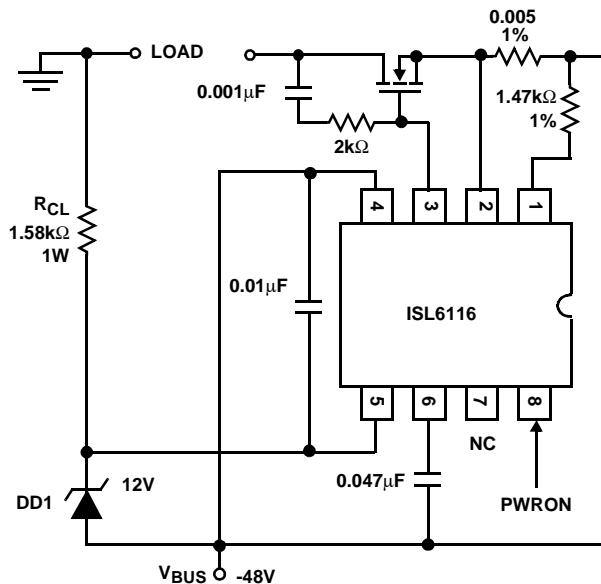 0.005
1%
LOAD
0.001μF
1.47kΩ
1%
2kΩ
4
3
2
1
RCL
1.58kΩ
1W
0.01μF
ISL6116
5
6
7
8
NC
12V
0.047μF
DD1
PWRON
VBUS
-48V